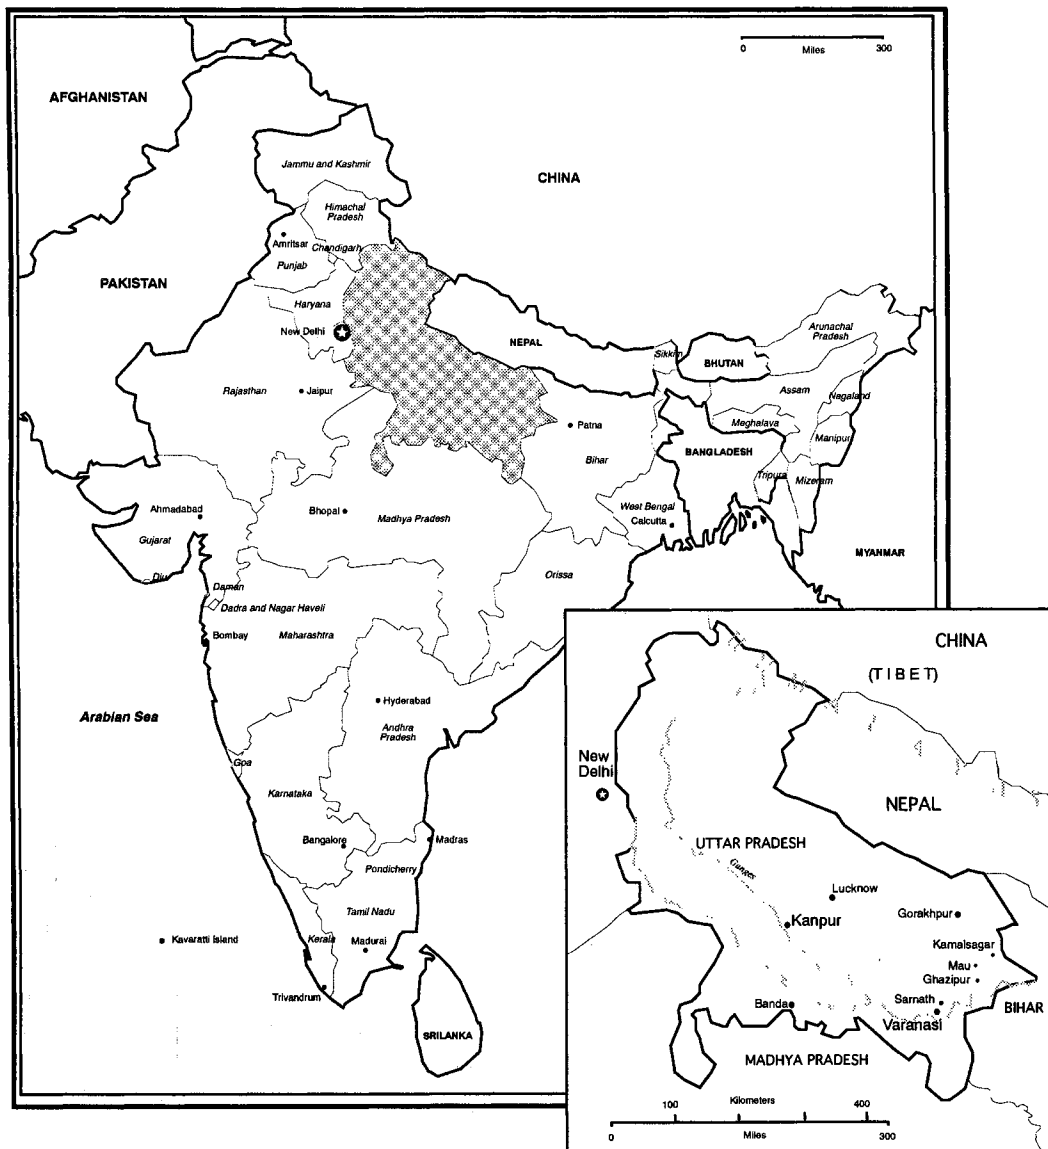 0 300
Miles
AFGHANISTAN
Jammu and Kashmir
CHINA
Himachal
Pradesh
Amritsar
Chandigarh
Punjab
PAKISTAN
Haryana
New Delhi
NEPAL
Sikkim
BHUTAN
Arunachal
Pradesh
Rajasthan
Jaipur
Assam
Nagaland
Meghalava
Patna
Manipur
BANGLADESH
Bihar
Tripura
Mizeram
Ahmadabad
Bhopal
Madhya Pradesh
West Bengal
Calcutta
Gujarat
MYANMAR
Diu
Daman
Orissa
Dadra and Nagar Haveli
Bombay
Maharashtra
Hyderabad
Arabian Sea
Andhra
Pradesh
Goa
Karnataka
Bangalore
Madras
Pondicherry
Tamil Nadu
Kavaratti Island
Kerala
Madurai
Trivandrum
SRILANKA
CHINA
(TIBET)
New
Delhi
NEPAL
UTTAR PRADESH
Ganges
Lucknow
Kanpur
Gorakhpur
Kamalsagar
Mau
Ghazipur
Sarnath
Banda
BIHAR
Varanasi
MADHYA PRADESH
100 Kilometers 400
0 Miles 300